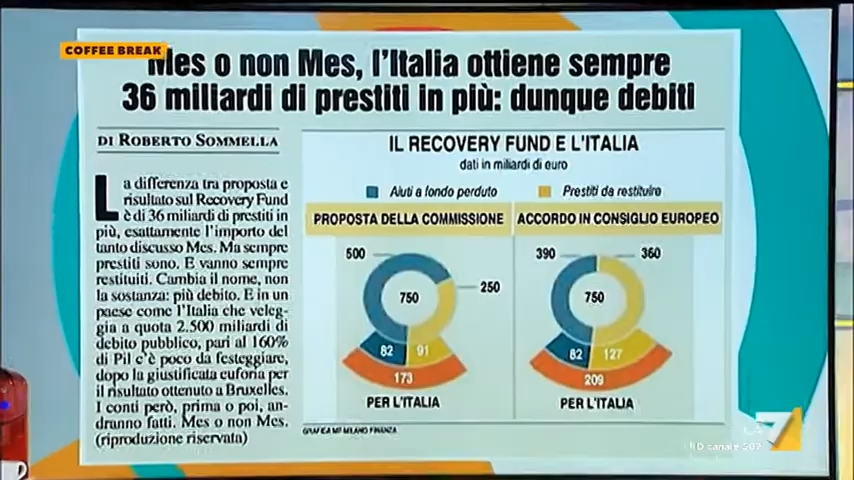 COFFEE BREAK
Mes o non Mes, l'Italia ottiene sempre
36 miliardi di prestiti in più: dunque debiti
DI ROBERTO SOMMELLA
La differenza tra proposta e
risultato sul Recovery Fund
è di 36 miliardi di prestiti in
più, esattamente l'importo del
tanto discusso Mes. Ma sempre
prestiti sono. E vanno sempre
restituiti. Cambia il nome, non
la sostanza: più debito. E in un
paese come l'Italia che veleg-
gia a quota 2.500 miliardi di
debito pubblico, pari al 160%
di Pil c'è poco da festeggiare,
dopo la giustificata euforia per
il risultato ottenuto a Bruxelles.
I conti però, prima o poi, an-
dranno fatti. Mes o non Mes.
(riproduzione riservata)
IL RECOVERY FUND E L'ITALIA
dati in miliardi di euro
Aiuti a fondo perduto
Prestiti da restituire
PROPOSTA DELLA COMMISSIONE
500
250
750
82
91
173
PER L'ITALIA
ACCORDO IN CONSIGLIO EUROPEO
390
360
750
82
127
209
PER L'ITALIA
GRAFICA MF-MILANO FINANZA
LA 7
HD canale 507